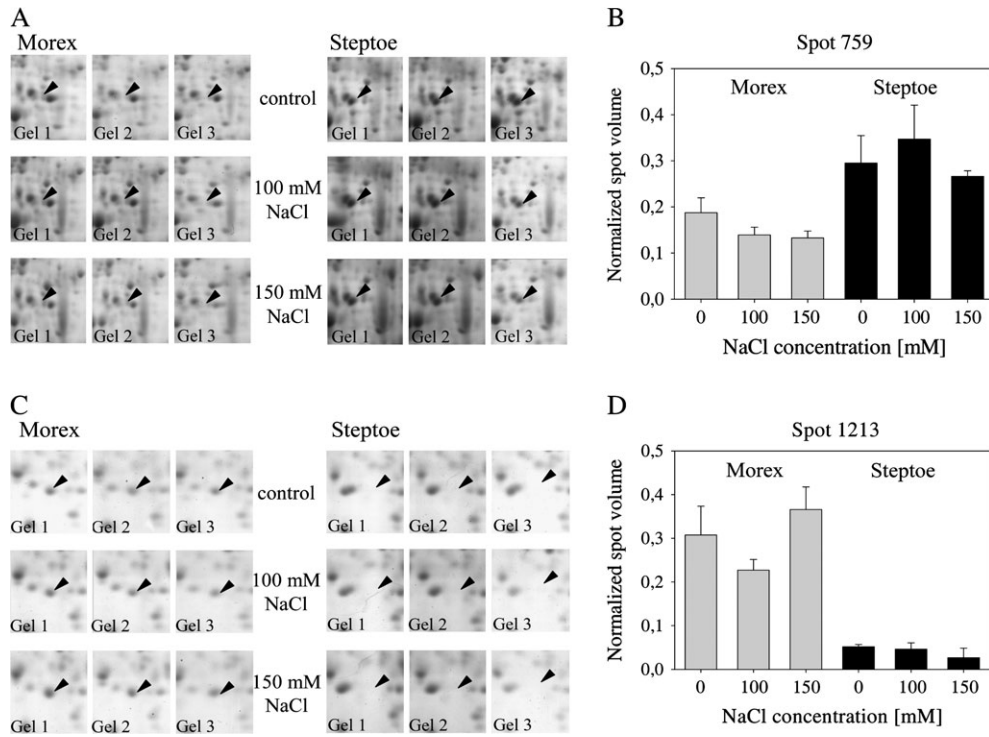 A
Morex
Steptoe
Gel 1 Gel 2 Gel 3 control Gel 1 Gel 2 Gel 3
Gel 1 Gel 2 Gel 3 100 mM NaCl Gel 1 Gel 2 Gel 3
Gel 1 Gel 2 Gel 3 150 mM NaCl Gel 1 Gel 2 Gel 3
B
Spot 759
Normalized spot volume
0,5
0,4
0,3
0,2
0,1
0,0
Morex Steptoe
0 100 150 0 100 150
NaCl concentration [mM]
C
Morex
Steptoe
Gel 1 Gel 2 Gel 3 control Gel 1 Gel 2 Gel 3
Gel 1 Gel 2 Gel 3 100 mM NaCl Gel 1 Gel 2 Gel 3
Gel 1 Gel 2 Gel 3 150 mM NaCl Gel 1 Gel 2 Gel 3
D
Spot 1213
Normalized spot volume
0,5
0,4
0,3
0,2
0,1
0,0
Morex Steptoe
0 100 150 0 100 150
NaCl concentration [mM]